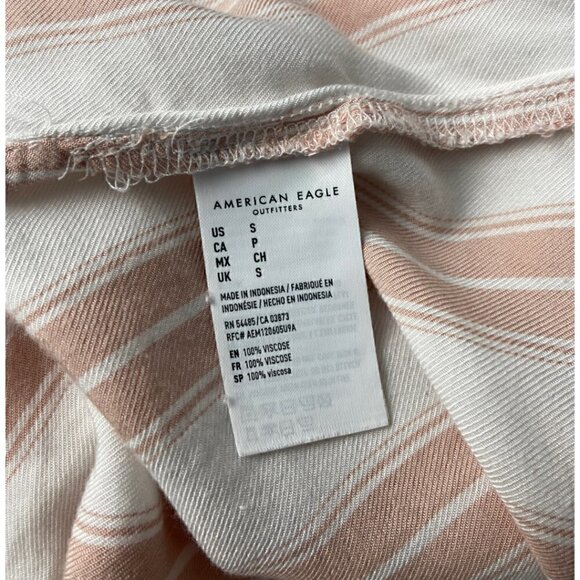 AMERICAN EAGLE
OUTFITTERS
US S
CA P
MX CH
UK S
MADE IN INDONESIA / FABRIQUÉ EN
INDONÉSIE / HECHO EN INDONESIA
RN 54485/CA 03873
RFC# AEM120605U9A
EN 100% VISCOSE
FR 100% VISCOSE
SP 100% viscosa